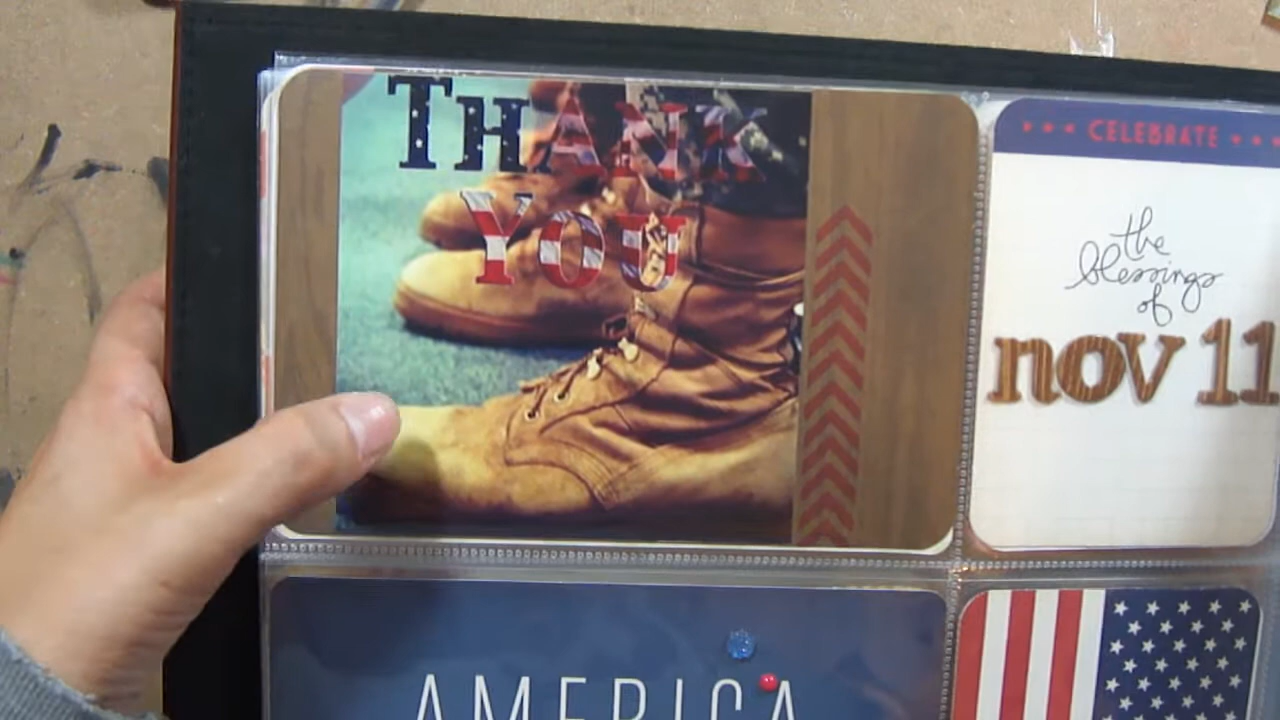 THANK
YOU
CELEBRATE
the
blessings
of
nov 11
AMERICA